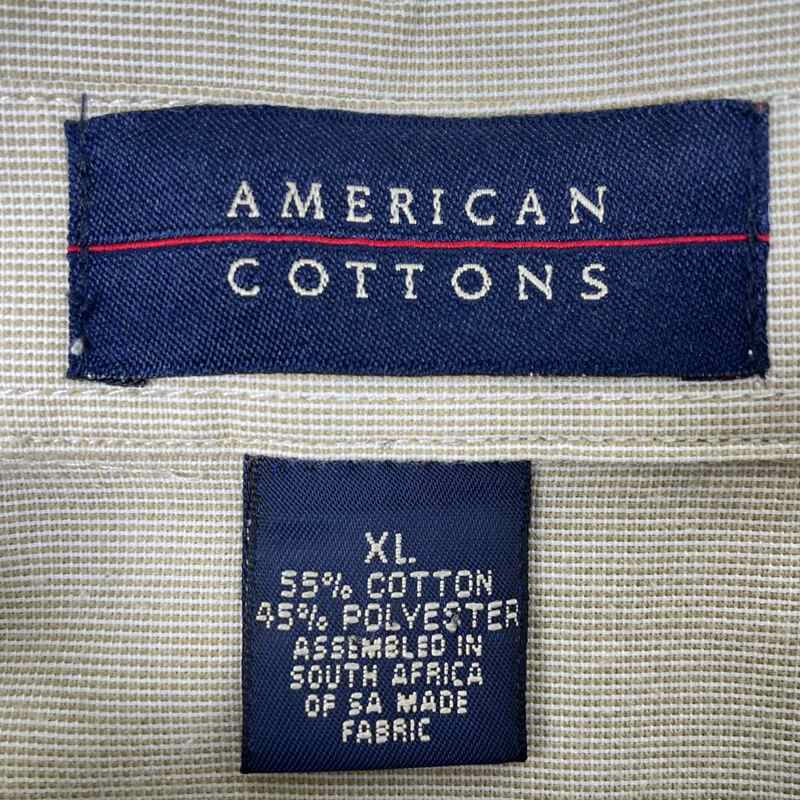 AMERICAN
COTTONS
XL
55% COTTON
45% POLYESTER
ASSEMBLED IN
SOUTH AFRICA
OF SA MADE
FABRIC